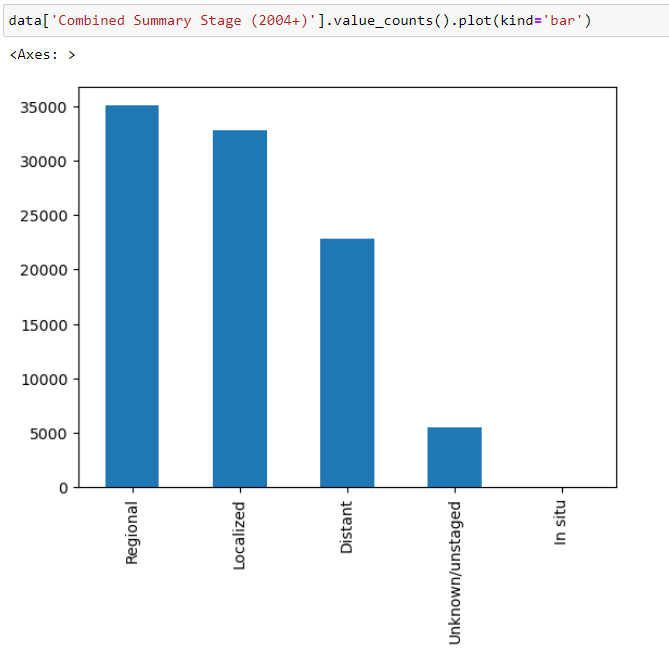 data['Combined Summary Stage (2004+)'].value_counts().plot(kind='bar')
<Axes: >
35000
30000
25000
20000
15000
10000
5000
0
Regional
Localized
Distant
Unknown/unstaged
In situ